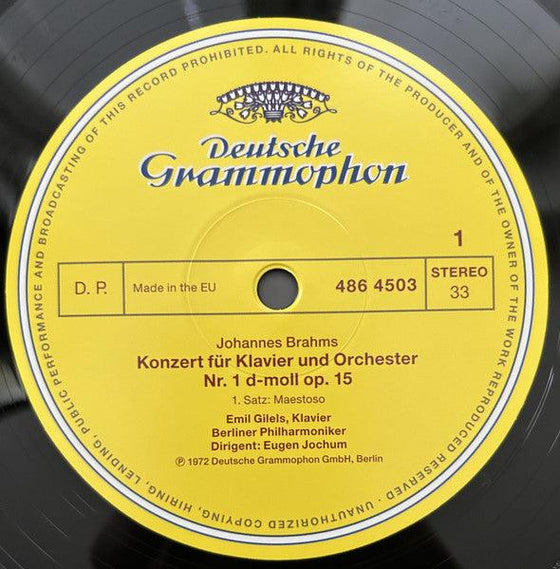 ALL RIGHTS OF THE PRODUCER AND OF THE OWNER OF THE WORK REPRODUCED RESERVED · UNAUTHORIZED COPYING, HIRING, LENDING, PUBLIC PERFORMANCE AND BROADCASTING OF THIS RECORD PROHIBITED.
Deutsche
Grammophon
1
D. P.
Made in the EU
486 4503
STEREO
33
Johannes Brahms
Konzert für Klavier und Orchester
Nr. 1 d-moll op. 15
1. Satz: Maestoso
Emil Gilels, Klavier
Berliner Philharmoniker
Dirigent: Eugen Jochum
℗ 1972 Deutsche Grammophon GmbH, Berlin